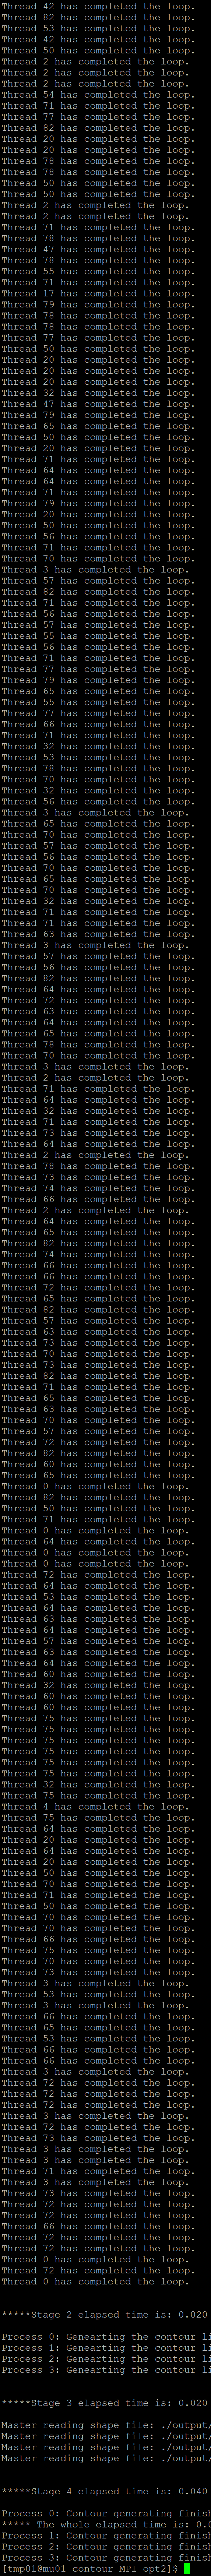 Thread 42 has completed the loop.
Thread 82 has completed the loop.
Thread 53 has completed the loop.
Thread 42 has completed the loop.
Thread 50 has completed the loop.
Thread 2 has completed the loop.
Thread 2 has completed the loop.
Thread 2 has completed the loop.
Thread 54 has completed the loop.
Thread 71 has completed the loop.
Thread 77 has completed the loop.
Thread 82 has completed the loop.
Thread 20 has completed the loop.
Thread 20 has completed the loop.
Thread 78 has completed the loop.
Thread 78 has completed the loop.
Thread 50 has completed the loop.
Thread 50 has completed the loop.
Thread 2 has completed the loop.
Thread 2 has completed the loop.
Thread 71 has completed the loop.
Thread 78 has completed the loop.
Thread 47 has completed the loop.
Thread 78 has completed the loop.
Thread 55 has completed the loop.
Thread 71 has completed the loop.
Thread 17 has completed the loop.
Thread 79 has completed the loop.
Thread 78 has completed the loop.
Thread 78 has completed the loop.
Thread 77 has completed the loop.
Thread 50 has completed the loop.
Thread 20 has completed the loop.
Thread 20 has completed the loop.
Thread 20 has completed the loop.
Thread 32 has completed the loop.
Thread 47 has completed the loop.
Thread 79 has completed the loop.
Thread 65 has completed the loop.
Thread 50 has completed the loop.
Thread 20 has completed the loop.
Thread 71 has completed the loop.
Thread 64 has completed the loop.
Thread 64 has completed the loop.
Thread 71 has completed the loop.
Thread 79 has completed the loop.
Thread 20 has completed the loop.
Thread 50 has completed the loop.
Thread 56 has completed the loop.
Thread 71 has completed the loop.
Thread 70 has completed the loop.
Thread 3 has completed the loop.
Thread 57 has completed the loop.
Thread 82 has completed the loop.
Thread 71 has completed the loop.
Thread 56 has completed the loop.
Thread 57 has completed the loop.
Thread 55 has completed the loop.
Thread 56 has completed the loop.
Thread 71 has completed the loop.
Thread 77 has completed the loop.
Thread 79 has completed the loop.
Thread 65 has completed the loop.
Thread 55 has completed the loop.
Thread 77 has completed the loop.
Thread 66 has completed the loop.
Thread 71 has completed the loop.
Thread 32 has completed the loop.
Thread 53 has completed the loop.
Thread 78 has completed the loop.
Thread 70 has completed the loop.
Thread 32 has completed the loop.
Thread 56 has completed the loop.
Thread 3 has completed the loop.
Thread 65 has completed the loop.
Thread 70 has completed the loop.
Thread 57 has completed the loop.
Thread 56 has completed the loop.
Thread 70 has completed the loop.
Thread 65 has completed the loop.
Thread 70 has completed the loop.
Thread 32 has completed the loop.
Thread 71 has completed the loop.
Thread 71 has completed the loop.
Thread 63 has completed the loop.
Thread 3 has completed the loop.
Thread 57 has completed the loop.
Thread 56 has completed the loop.
Thread 82 has completed the loop.
Thread 64 has completed the loop.
Thread 72 has completed the loop.
Thread 63 has completed the loop.
Thread 64 has completed the loop.
Thread 65 has completed the loop.
Thread 78 has completed the loop.
Thread 70 has completed the loop.
Thread 3 has completed the loop.
Thread 2 has completed the loop.
Thread 71 has completed the loop.
Thread 64 has completed the loop.
Thread 32 has completed the loop.
Thread 71 has completed the loop.
Thread 73 has completed the loop.
Thread 64 has completed the loop.
Thread 2 has completed the loop.
Thread 78 has completed the loop.
Thread 73 has completed the loop.
Thread 74 has completed the loop.
Thread 66 has completed the loop.
Thread 2 has completed the loop.
Thread 64 has completed the loop.
Thread 65 has completed the loop.
Thread 82 has completed the loop.
Thread 74 has completed the loop.
Thread 66 has completed the loop.
Thread 66 has completed the loop.
Thread 72 has completed the loop.
Thread 65 has completed the loop.
Thread 82 has completed the loop.
Thread 57 has completed the loop.
Thread 63 has completed the loop.
Thread 73 has completed the loop.
Thread 70 has completed the loop.
Thread 73 has completed the loop.
Thread 82 has completed the loop.
Thread 71 has completed the loop.
Thread 65 has completed the loop.
Thread 63 has completed the loop.
Thread 70 has completed the loop.
Thread 57 has completed the loop.
Thread 72 has completed the loop.
Thread 82 has completed the loop.
Thread 60 has completed the loop.
Thread 65 has completed the loop.
Thread 0 has completed the loop.
Thread 82 has completed the loop.
Thread 50 has completed the loop.
Thread 71 has completed the loop.
Thread 0 has completed the loop.
Thread 64 has completed the loop.
Thread 0 has completed the loop.
Thread 0 has completed the loop.
Thread 72 has completed the loop.
Thread 64 has completed the loop.
Thread 53 has completed the loop.
Thread 64 has completed the loop.
Thread 63 has completed the loop.
Thread 64 has completed the loop.
Thread 57 has completed the loop.
Thread 63 has completed the loop.
Thread 64 has completed the loop.
Thread 60 has completed the loop.
Thread 32 has completed the loop.
Thread 60 has completed the loop.
Thread 60 has completed the loop.
Thread 75 has completed the loop.
Thread 75 has completed the loop.
Thread 75 has completed the loop.
Thread 75 has completed the loop.
Thread 75 has completed the loop.
Thread 75 has completed the loop.
Thread 32 has completed the loop.
Thread 75 has completed the loop.
Thread 4 has completed the loop.
Thread 75 has completed the loop.
Thread 64 has completed the loop.
Thread 20 has completed the loop.
Thread 64 has completed the loop.
Thread 20 has completed the loop.
Thread 50 has completed the loop.
Thread 70 has completed the loop.
Thread 71 has completed the loop.
Thread 50 has completed the loop.
Thread 70 has completed the loop.
Thread 70 has completed the loop.
Thread 66 has completed the loop.
Thread 75 has completed the loop.
Thread 70 has completed the loop.
Thread 73 has completed the loop.
Thread 3 has completed the loop.
Thread 53 has completed the loop.
Thread 3 has completed the loop.
Thread 66 has completed the loop.
Thread 65 has completed the loop.
Thread 53 has completed the loop.
Thread 66 has completed the loop.
Thread 66 has completed the loop.
Thread 3 has completed the loop.
Thread 72 has completed the loop.
Thread 72 has completed the loop.
Thread 72 has completed the loop.
Thread 3 has completed the loop.
Thread 72 has completed the loop.
Thread 73 has completed the loop.
Thread 3 has completed the loop.
Thread 3 has completed the loop.
Thread 71 has completed the loop.
Thread 3 has completed the loop.
Thread 73 has completed the loop.
Thread 72 has completed the loop.
Thread 72 has completed the loop.
Thread 66 has completed the loop.
Thread 72 has completed the loop.
Thread 72 has completed the loop.
Thread 0 has completed the loop.
Thread 72 has completed the loop.
Thread 0 has completed the loop.
*****Stage 2 elapsed time is: 0.020
Process 0: Genearting the contour li
Process 1: Genearting the contour li
Process 2: Genearting the contour li
Process 3: Genearting the contour li
*****Stage 3 elapsed time is: 0.020
Master reading shape file: ./output/
Master reading shape file: ./output/
Master reading shape file: ./output/
Master reading shape file: ./output/
*****Stage 4 elapsed time is: 0.040
Process 0: Contour generating finish
***** The whole elapsed time is: 0.0
Process 1: Contour generating finish
Process 2: Contour generating finish
Process 3: Contour generating finish
[tmp01@mu01 contour_MPI_opt2]$